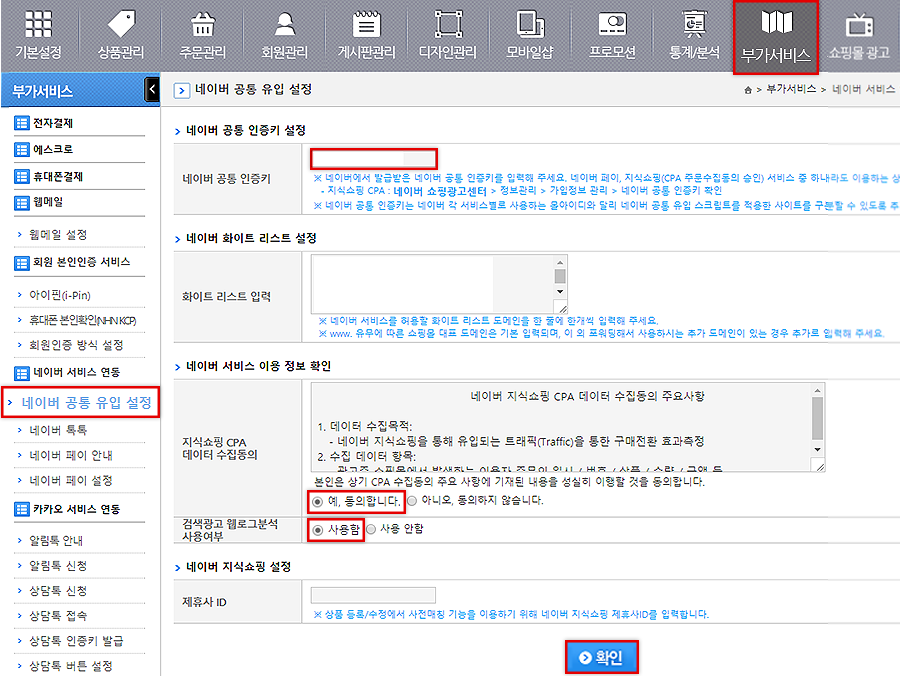 기본설정
상품관리
주문관리
회원관리
게시판관리
디자인관리
모바일샵
프로모션
통계/분석
부가서비스
쇼핑몰 광고
부가서비스
전자결제
에스크로
휴대폰결제
웹메일
웹메일 설정
회원 본인인증 서비스
아이핀(i-Pin)
휴대폰 본인확인(NHN KCP)
회원인증 방식 설정
네이버 서비스 연동
네이버 공통 유입 설정
네이버 톡톡
네이버 페이 안내
네이버 페이 설정
카카오 서비스 연동
알림톡 안내
알림톡 신청
상담톡 신청
상담톡 접속
상담톡 인증키 발급
상담톡 버튼 설정
네이버 공통 유입 설정
> 부가서비스 > 네이버 서비스
네이버 공통 인증키 설정
네이버 공통 인증키
※ 네이버에서 발급받은 네이버 공통 인증키를 입력해 주세요. 네이버 페이, 지식쇼핑(CPA 주문수집동의 승인) 서비스 중 하나라도 이용하는
- 지식쇼핑 CPA : 네이버 쇼핑광고센터 > 정보관리 > 가입정보 관리 > 네이버 공통 인증키 확인
※ 네이버 공통 인증키는 네이버 각 서비스별로 사용하는 몰아이디와 달리 네이버 공통 유입 스크립트를 적용한 사이트를 구분할 수 있도록
네이버 화이트 리스트 설정
화이트 리스트 입력
※ 네이버 서비스를 허용할 화이트 리스트 도메인을 한 줄에 한개씩 입력해 주세요.
※ www. 유무에 따른 쇼핑몰 대표 도메인은 기본 입력되며, 이 외 포워딩해서 사용하시는 추가 도메인이 있는 경우 추가로 입력해 주세요.
네이버 서비스 이용 정보 확인
지식쇼핑 CPA
데이터 수집동의
네이버 지식쇼핑 CPA 데이터 수집동의 주요사항
1. 데이터 수집목적:
- 네이버 지식쇼핑을 통해 유입되는 트래픽(Traffic)을 통한 구매전환 효과측정
2. 수집 데이터 항목:
- 광고주 쇼핑몰에서 발생하는 이용자 주문의 일시 / 번호 / 상품 / 수량 / 금액 등
본인은 상기 CPA 수집동의 주요 사항에 기재된 내용을 성실히 이행할 것을 동의합니다.
예, 동의합니다.
아니오, 동의하지 않습니다.
검색광고 웹로그분석
사용여부
사용함
사용 안함
네이버 지식쇼핑 설정
제휴사 ID
※ 상품 등록/수정에서 사전매칭 기능을 이용하기 위해 네이버 지식쇼핑 제휴사ID를 입력합니다.
확인